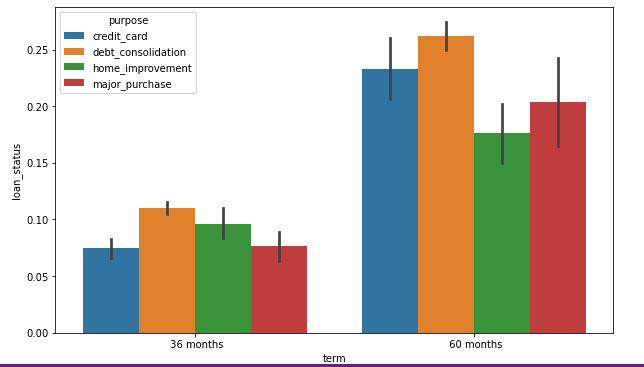 purpose
credit_card
debt_consolidation
home_improvement
major_purchase
loan_status
0.25
0.20
0.15
0.10
0.05
0.00
36 months
60 months
term